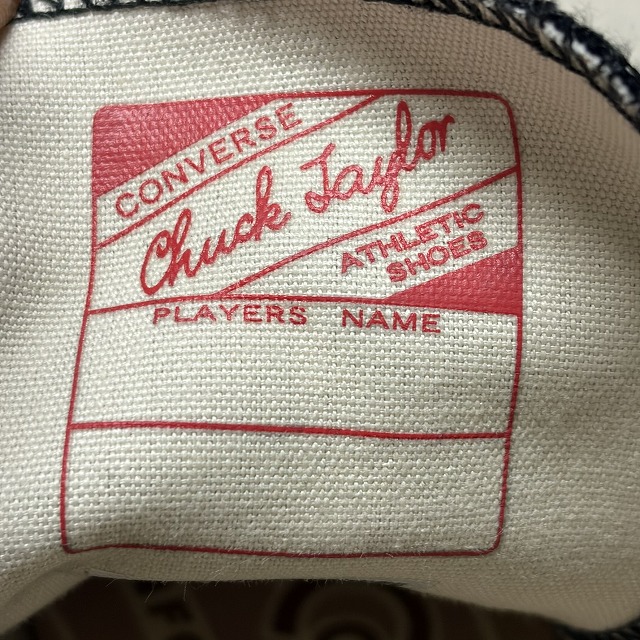 CONVERSE
Chuck Taylor
ATHLETIC
SHOES
PLAYERS NAME